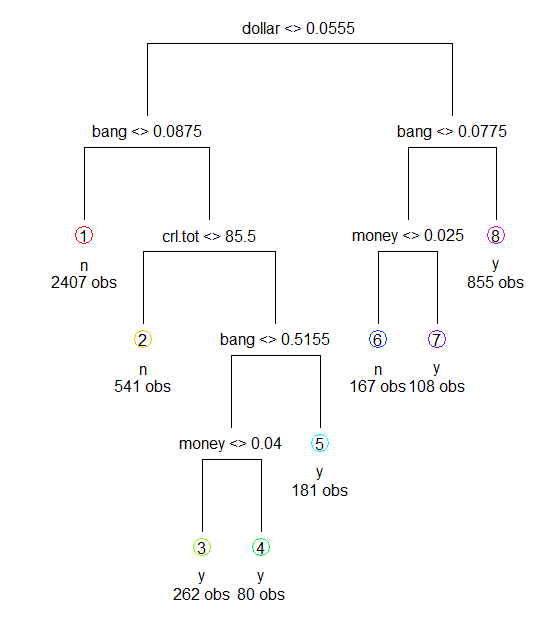 dollar <> 0.0555
bang <> 0.0875
bang <> 0.0775
1
n
2407 obs
crl.tot <> 85.5
money <> 0.025
8
y
855 obs
2
n
541 obs
bang <> 0.5155
6
n
167 obs
7
y
108 obs
money <> 0.04
5
y
181 obs
3
y
262 obs
4
y
80 obs